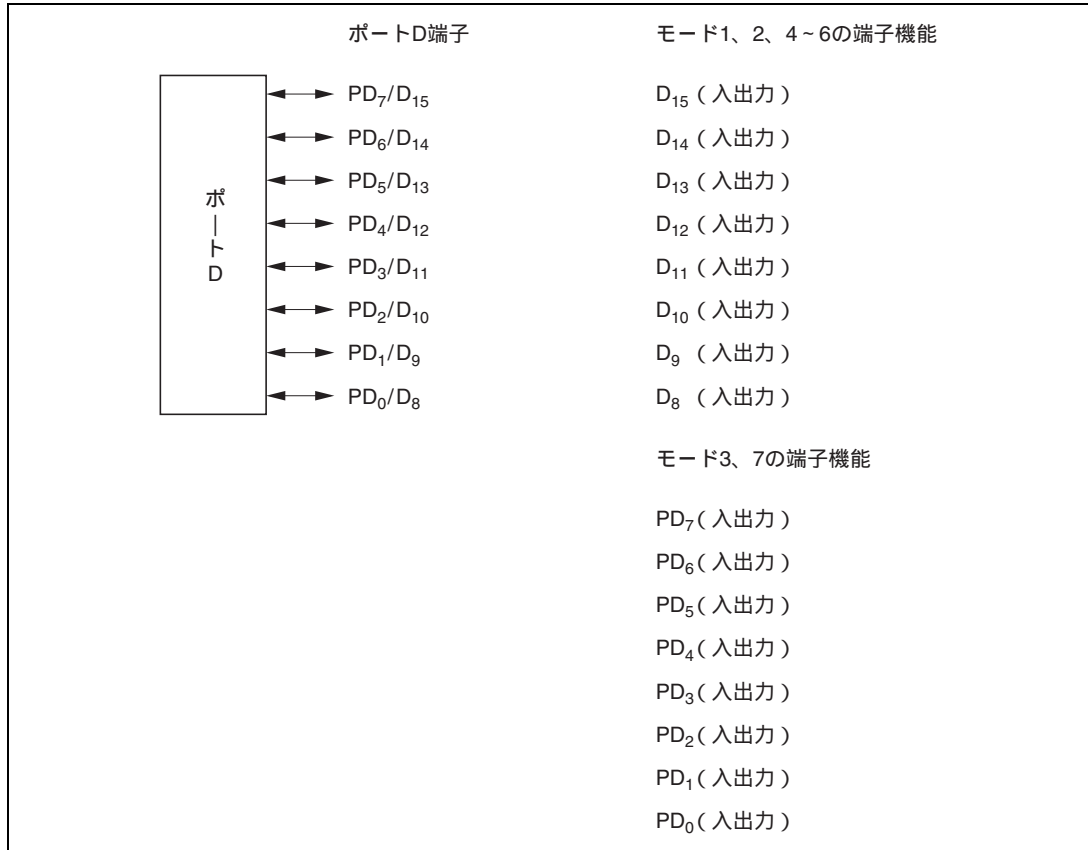 ポートD端子 モード1、2、4~6の端子機能
ポートD
PD7/D15 D15(入出力)
PD6/D14 D14(入出力)
PD5/D13 D13(入出力)
PD4/D12 D12(入出力)
PD3/D11 D11(入出力)
PD2/D10 D10(入出力)
PD1/D9 D9 (入出力)
PD0/D8 D8 (入出力)
モード3、7の端子機能
PD7(入出力)
PD6(入出力)
PD5(入出力)
PD4(入出力)
PD3(入出力)
PD2(入出力)
PD1(入出力)
PD0(入出力)